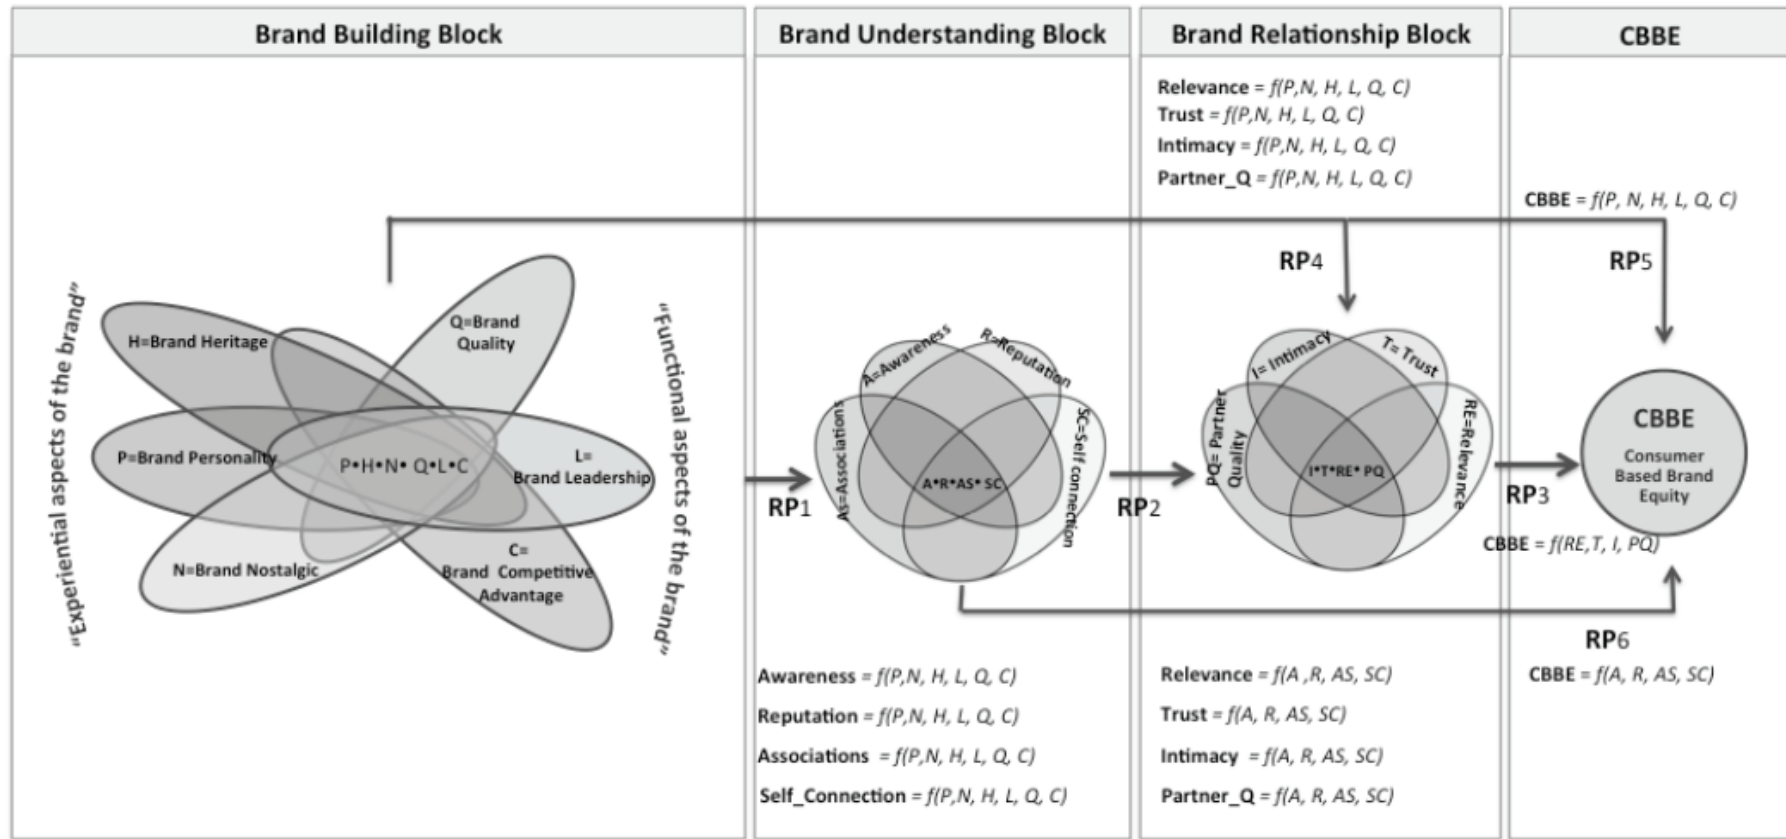 Brand Building Block
Brand Understanding Block
Brand Relationship Block
CBBE
Relevance = f(P,N, H, L, Q, C)
Trust = f(P,N, H, L, Q, C)
Intimacy = f(P,N, H, L, Q, C)
Partner_Q = f(P,N, H, L, Q, C)
CBBE = f(P, N, H, L, Q, C)
RP4
RP5
"Experiential aspects of the brand"
H=Brand Heritage
Q=Brand
Quality
P=Brand Personality
P•H•N• Q•L•C
L=
Brand Leadership
N=Brand Nostalgic
C=
Brand Competitive
Advantage
"Functional aspects of the brand"
RP1
A=Awareness
R=Reputation
AS=Associations
SC=Self connection
A•R•AS• SC
RP2
I= Intimacy
T= Trust
PQ= Partner
Quality
RE=Relevance
I•T•RE• PQ
RP3
CBBE
Consumer
Based Brand
Equity
CBBE = f(RE,T, I, PQ)
RP6
Awareness = f(P,N, H, L, Q, C)
Reputation = f(P,N, H, L, Q, C)
Associations = f(P,N, H, L, Q, C)
Self_Connection = f(P,N, H, L, Q, C)
Relevance = f(A ,R, AS, SC)
Trust = f(A, R, AS, SC)
Intimacy = f(A, R, AS, SC)
Partner_Q = f(A, R, AS, SC)
CBBE = f(A, R, AS, SC)